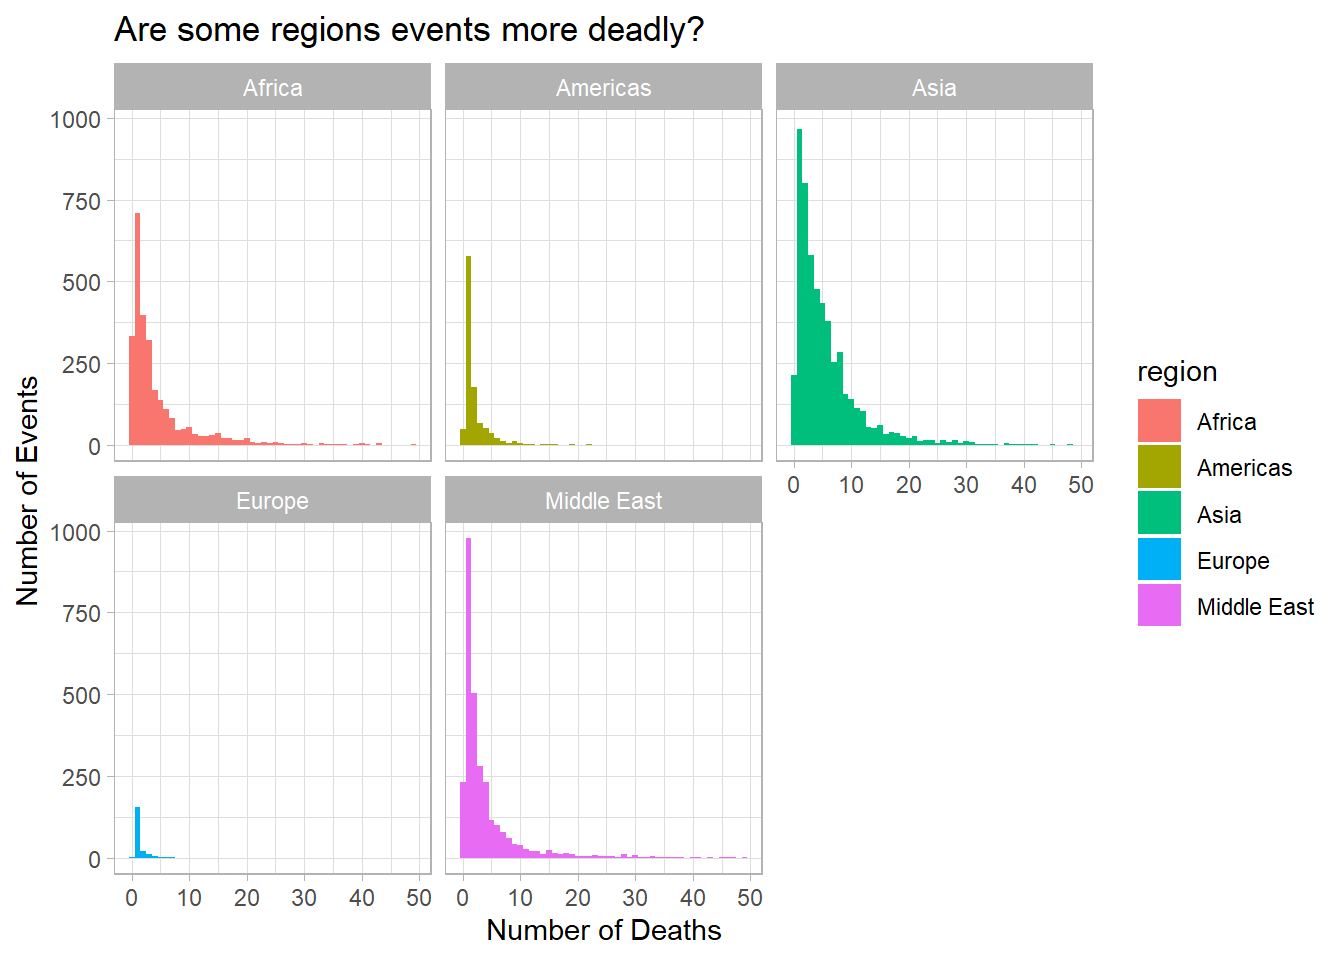 Are some regions events more deadly?
Africa Americas Asia
1000
750
500
250
0
0 10 20 30 40 50
Europe Middle East
1000
750
500
250
0
0 10 20 30 40 50 0 10 20 30 40 50
Number of Deaths
Number of Events
region
Africa
Americas
Asia
Europe
Middle East